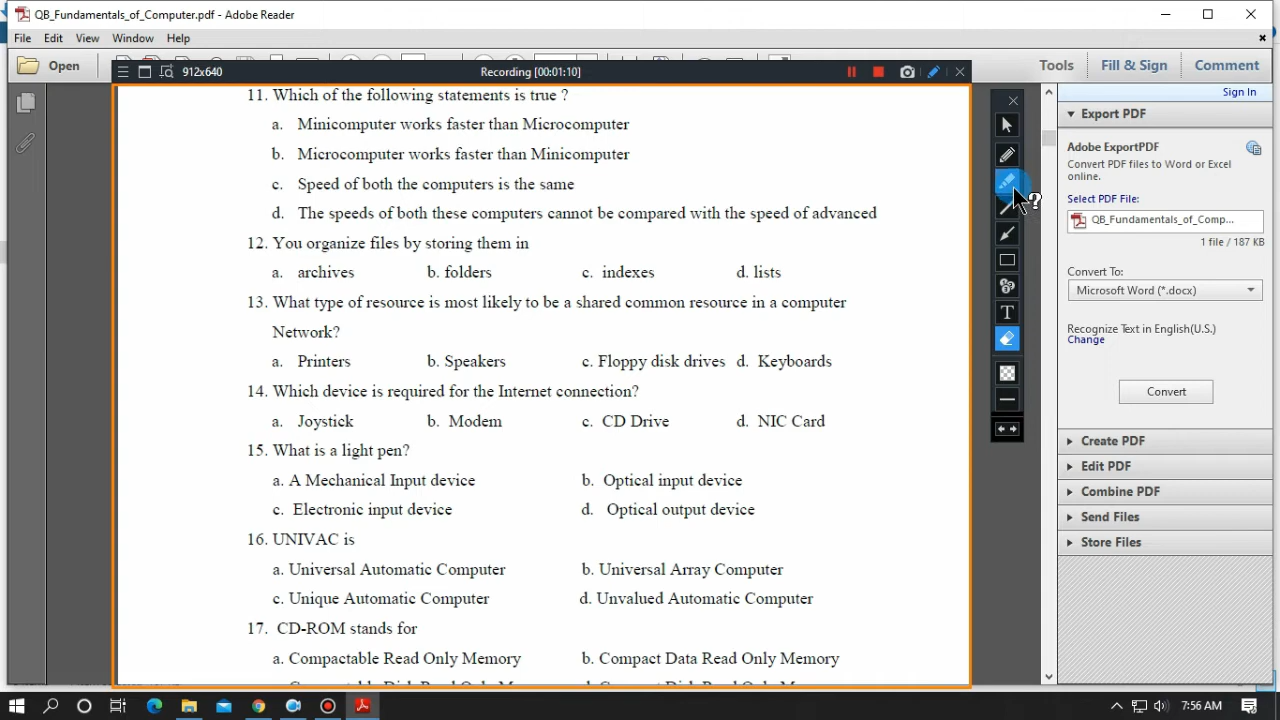 QB_Fundamentals_of_Computer.pdf - Adobe Reader
File Edit View Window Help
Open
Tools Fill & Sign Comment
912x640 Recording [00:01:10]
Sign In
11. Which of the following statements is true ?
a. Minicomputer works faster than Microcomputer
b. Microcomputer works faster than Minicomputer
c. Speed of both the computers is the same
d. The speeds of both these computers cannot be compared with the speed of advanced
12. You organize files by storing them in
a. archives b. folders c. indexes d. lists
13. What type of resource is most likely to be a shared common resource in a computer
Network?
a. Printers b. Speakers c. Floppy disk drives d. Keyboards
14. Which device is required for the Internet connection?
a. Joystick b. Modem c. CD Drive d. NIC Card
15. What is a light pen?
a. A Mechanical Input device b. Optical input device
c. Electronic input device d. Optical output device
16. UNIVAC is
a. Universal Automatic Computer b. Universal Array Computer
c. Unique Automatic Computer d. Unvalued Automatic Computer
17. CD-ROM stands for
a. Compactable Read Only Memory b. Compact Data Read Only Memory
T
?
Export PDF
Adobe ExportPDF
Convert PDF files to Word or Excel
online.
Select PDF File:
QB_Fundamentals_of_Comp...
1 file / 187 KB
Convert To:
Microsoft Word (*.docx)
Recognize Text in English(U.S.)
Change
Convert
Create PDF
Edit PDF
Combine PDF
Send Files
Store Files
7:56 AM